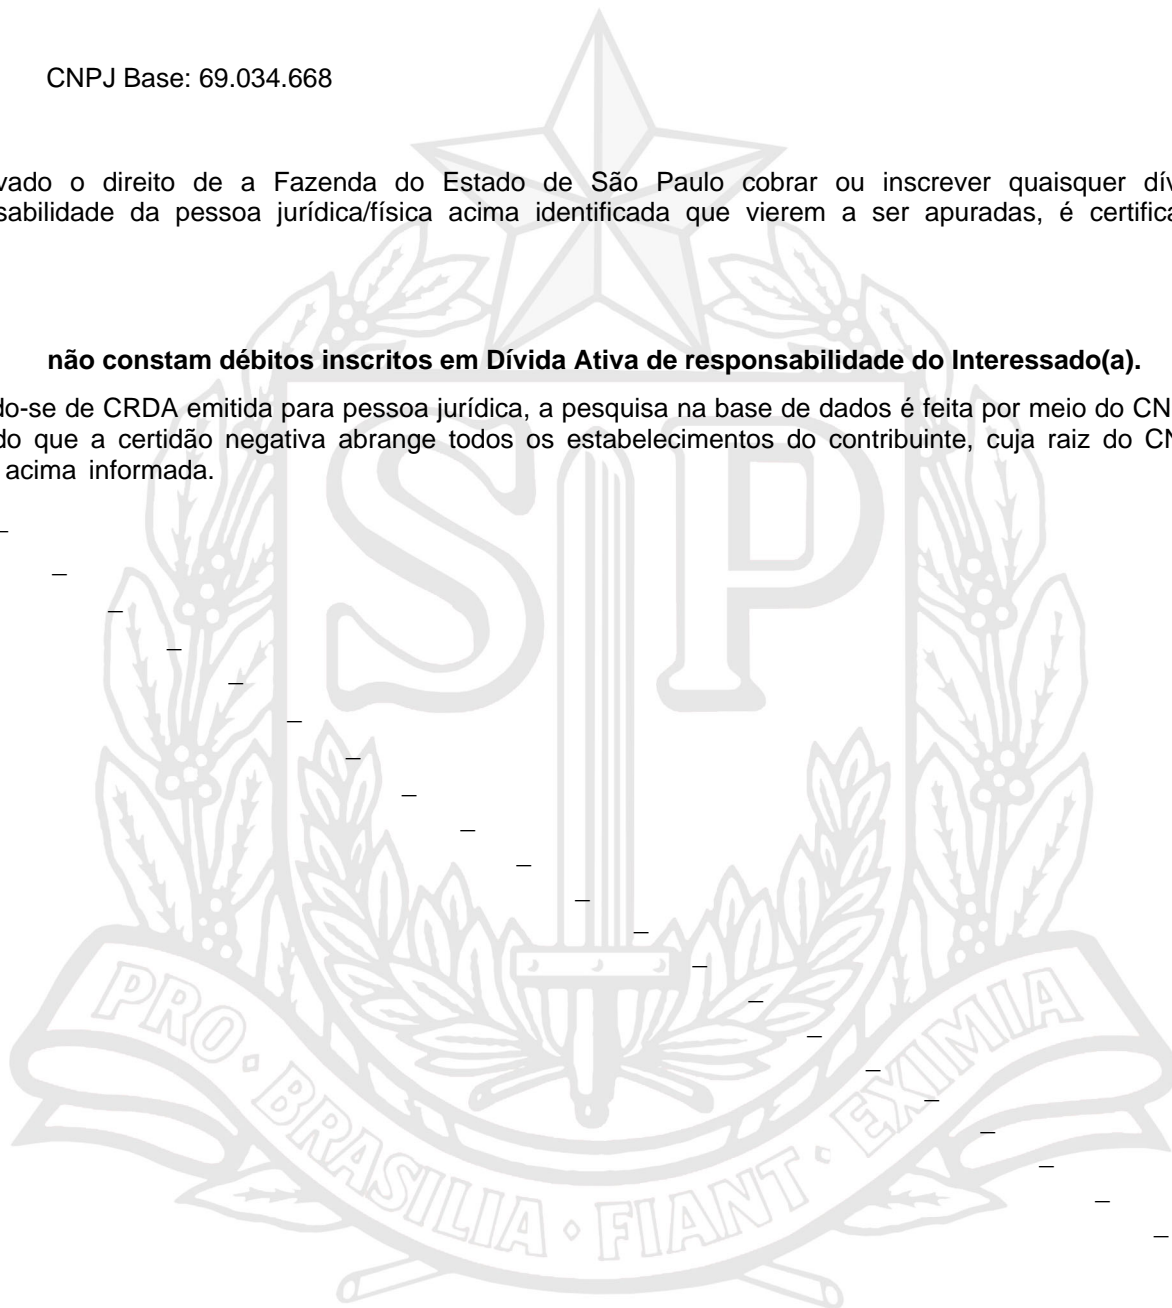 CNPJ Base: 69.034.668
vado o direito de a Fazenda do Estado de São Paulo cobrar ou inscrever quaisquer dív
sabilidade da pessoa jurídica/física acima identificada que vierem a ser apuradas, é certifica
não constam débitos inscritos em Dívida Ativa de responsabilidade do Interessado(a).
do-se de CRDA emitida para pessoa jurídica, a pesquisa na base de dados é feita por meio do CN
do que a certidão negativa abrange todos os estabelecimentos do contribuinte, cuja raiz do CN
acima informada.
SP
PRO • BRASILIA • FIANT • EXIMIA